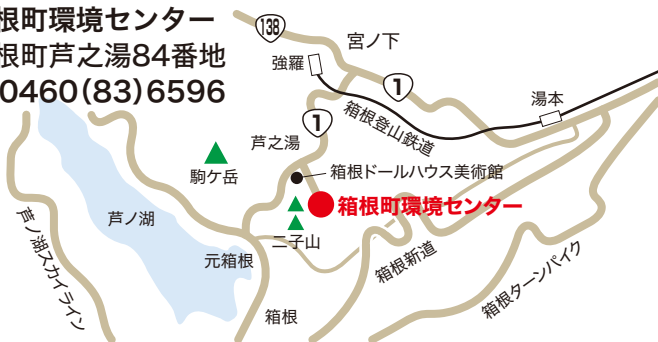 根町環境センター
根町芦之湯84番地
0460(83)6596
138
宮ノ下
強羅
1
湯本
箱根登山鉄道
1
芦之湯
駒ケ岳
箱根ドールハウス美術館
箱根町環境センター
芦ノ湖
二子山
芦ノ湖スカイライン
元箱根
箱根新道
箱根ターンパイク
箱根